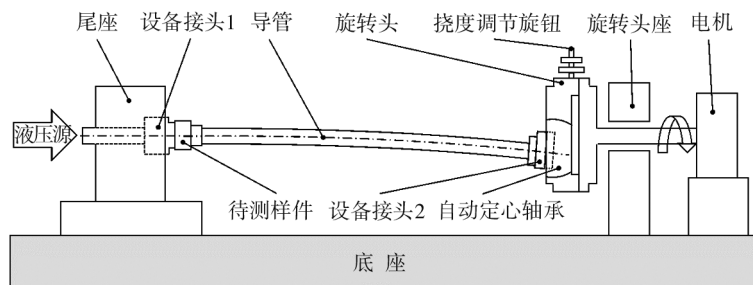 尾座 设备接头1 导管 旋转头 挠度调节旋钮 旋转头座 电机
液压源
待测样件 设备接头2 自动定心轴承
底 座